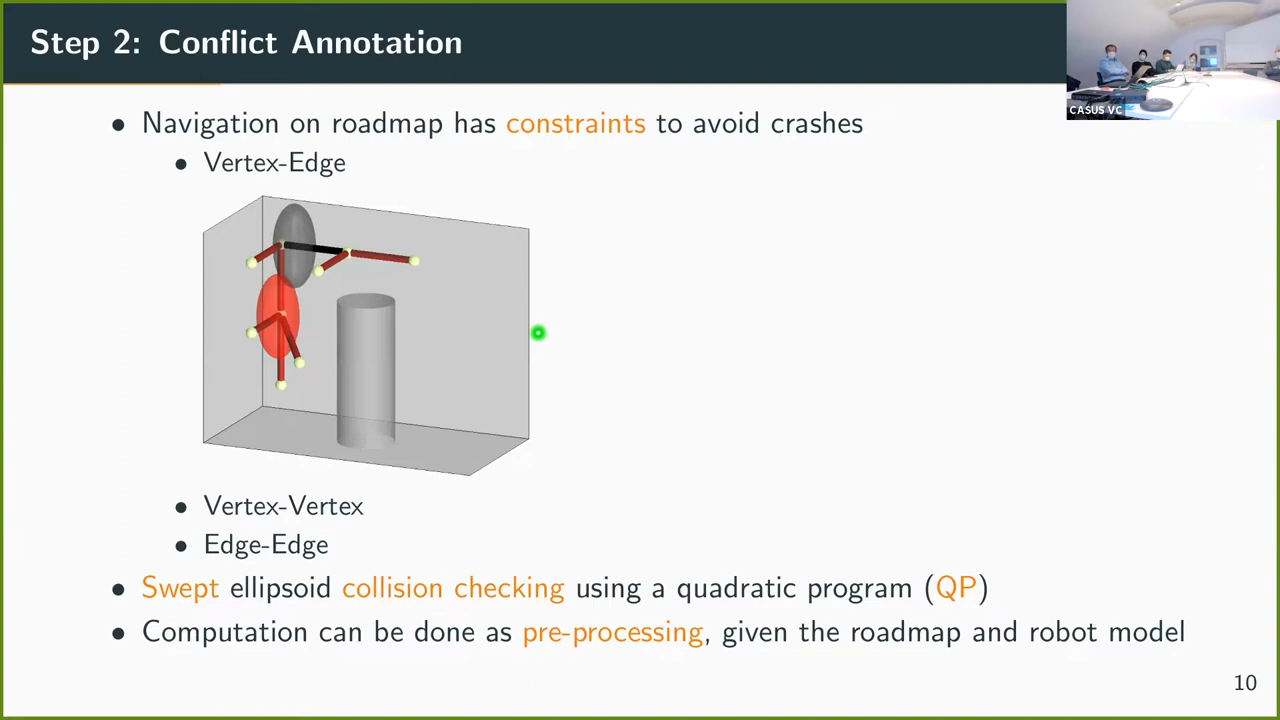 Step 2: Conflict Annotation
CASUS VC
• Navigation on roadmap has constraints to avoid crashes
• Vertex-Edge
• Vertex-Vertex
• Edge-Edge
• Swept ellipsoid collision checking using a quadratic program (QP)
• Computation can be done as pre-processing, given the roadmap and robot model
10